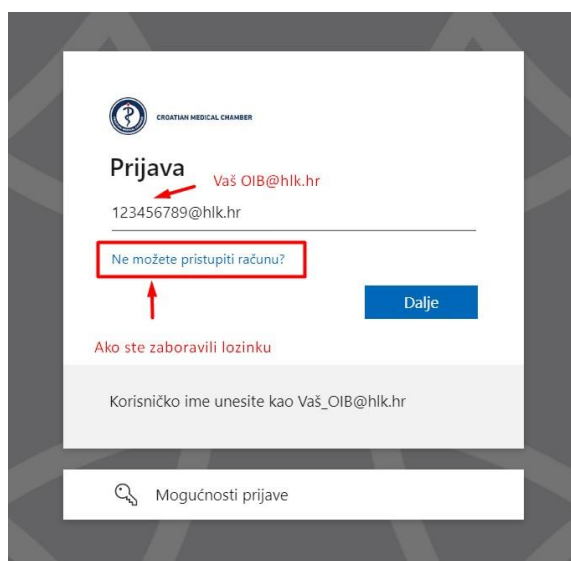 CROATIAN MEDICAL CHAMBER
Prijava
Vaš OIB@hlk.hr
123456789@hlk.hr
Ne možete pristupiti računu?
Dalje
Ako ste zaboravili lozinku
Korisničko ime unesite kao Vaš_OIB@hlk.hr
Mogućnosti prijave